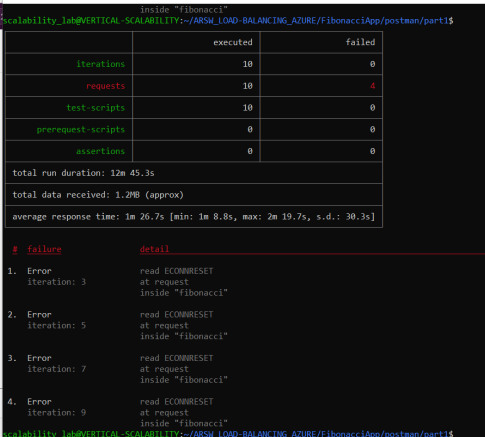 inside "fibonacci"
scalability_lab@VERTICAL-SCALABILITY:~/ARSW_LOAD-BALANCING_AZURE/FibonacciApp/postman/part1$
executed failed
iterations 10 0
requests 10 4
test-scripts 10 0
prerequest-scripts 0 0
assertions 0 0
total run duration: 12m 45.3s
total data received: 1.2MB (approx)
average response time: 1m 26.7s [min: 1m 8.8s, max: 2m 19.7s, s.d.: 30.3s]
# failure detail
1. Error read ECONNRESET
iteration: 3 at request
inside "fibonacci"
2. Error read ECONNRESET
iteration: 5 at request
inside "fibonacci"
3. Error read ECONNRESET
iteration: 7 at request
inside "fibonacci"
4. Error read ECONNRESET
iteration: 9 at request
inside "fibonacci"
scalability_lab@VERTICAL-SCALABILITY:~/ARSW_LOAD-BALANCING_AZURE/FibonacciApp/postman/part1$